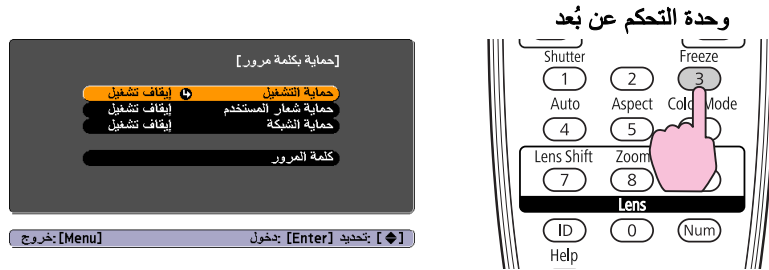 وحدة التحكم عن بُعد
[حماية بكلمة مرور]
حماية التشغيل إيقاف تشغيل
حماية شعار المستخدم إيقاف تشغيل
حماية الشبكة إيقاف تشغيل
كلمة المرور
[ ]: تحديد [Enter]: دخول [Menu]: خروج
Shutter Freeze
1 2 3
Auto Aspect Color Mode
4 5
Lens Shift Zoom
7 8
Lens
ID 0 Num
Help